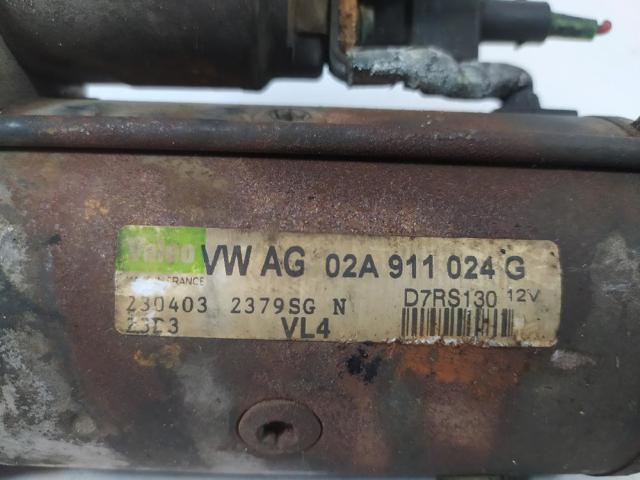 Valeo VW AG 02A 911 024 G
MADE IN FRANCE
230403 2379SG N D7RS130 12V
VL4